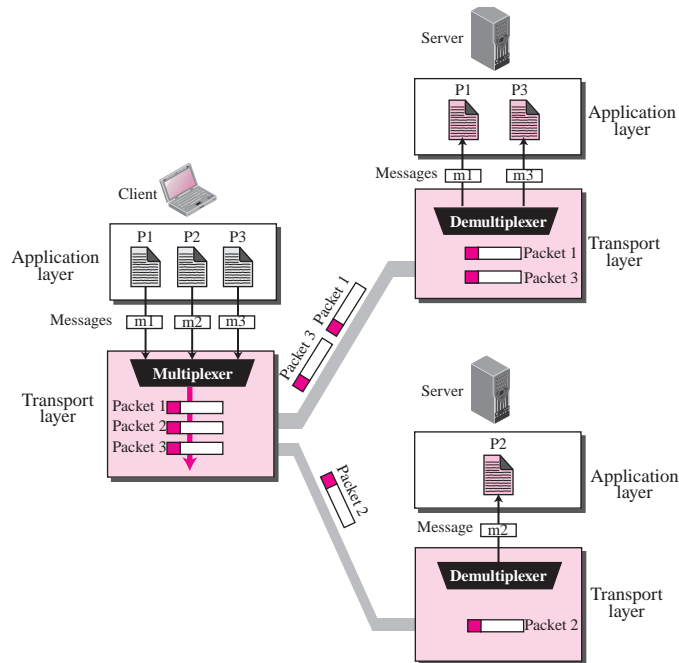 Server
P1 P3
Application
layer
Messages m1 m3
Demultiplexer
Packet 1
Packet 3
Transport
layer
Client
P1 P2 P3
Application
layer
Messages m1 m2 m3
Multiplexer
Transport
layer
Packet 1
Packet 2
Packet 3
Packet 1
Packet 3
Packet 2
Server
P2
Application
layer
Message m2
Demultiplexer
Packet 2
Transport
layer